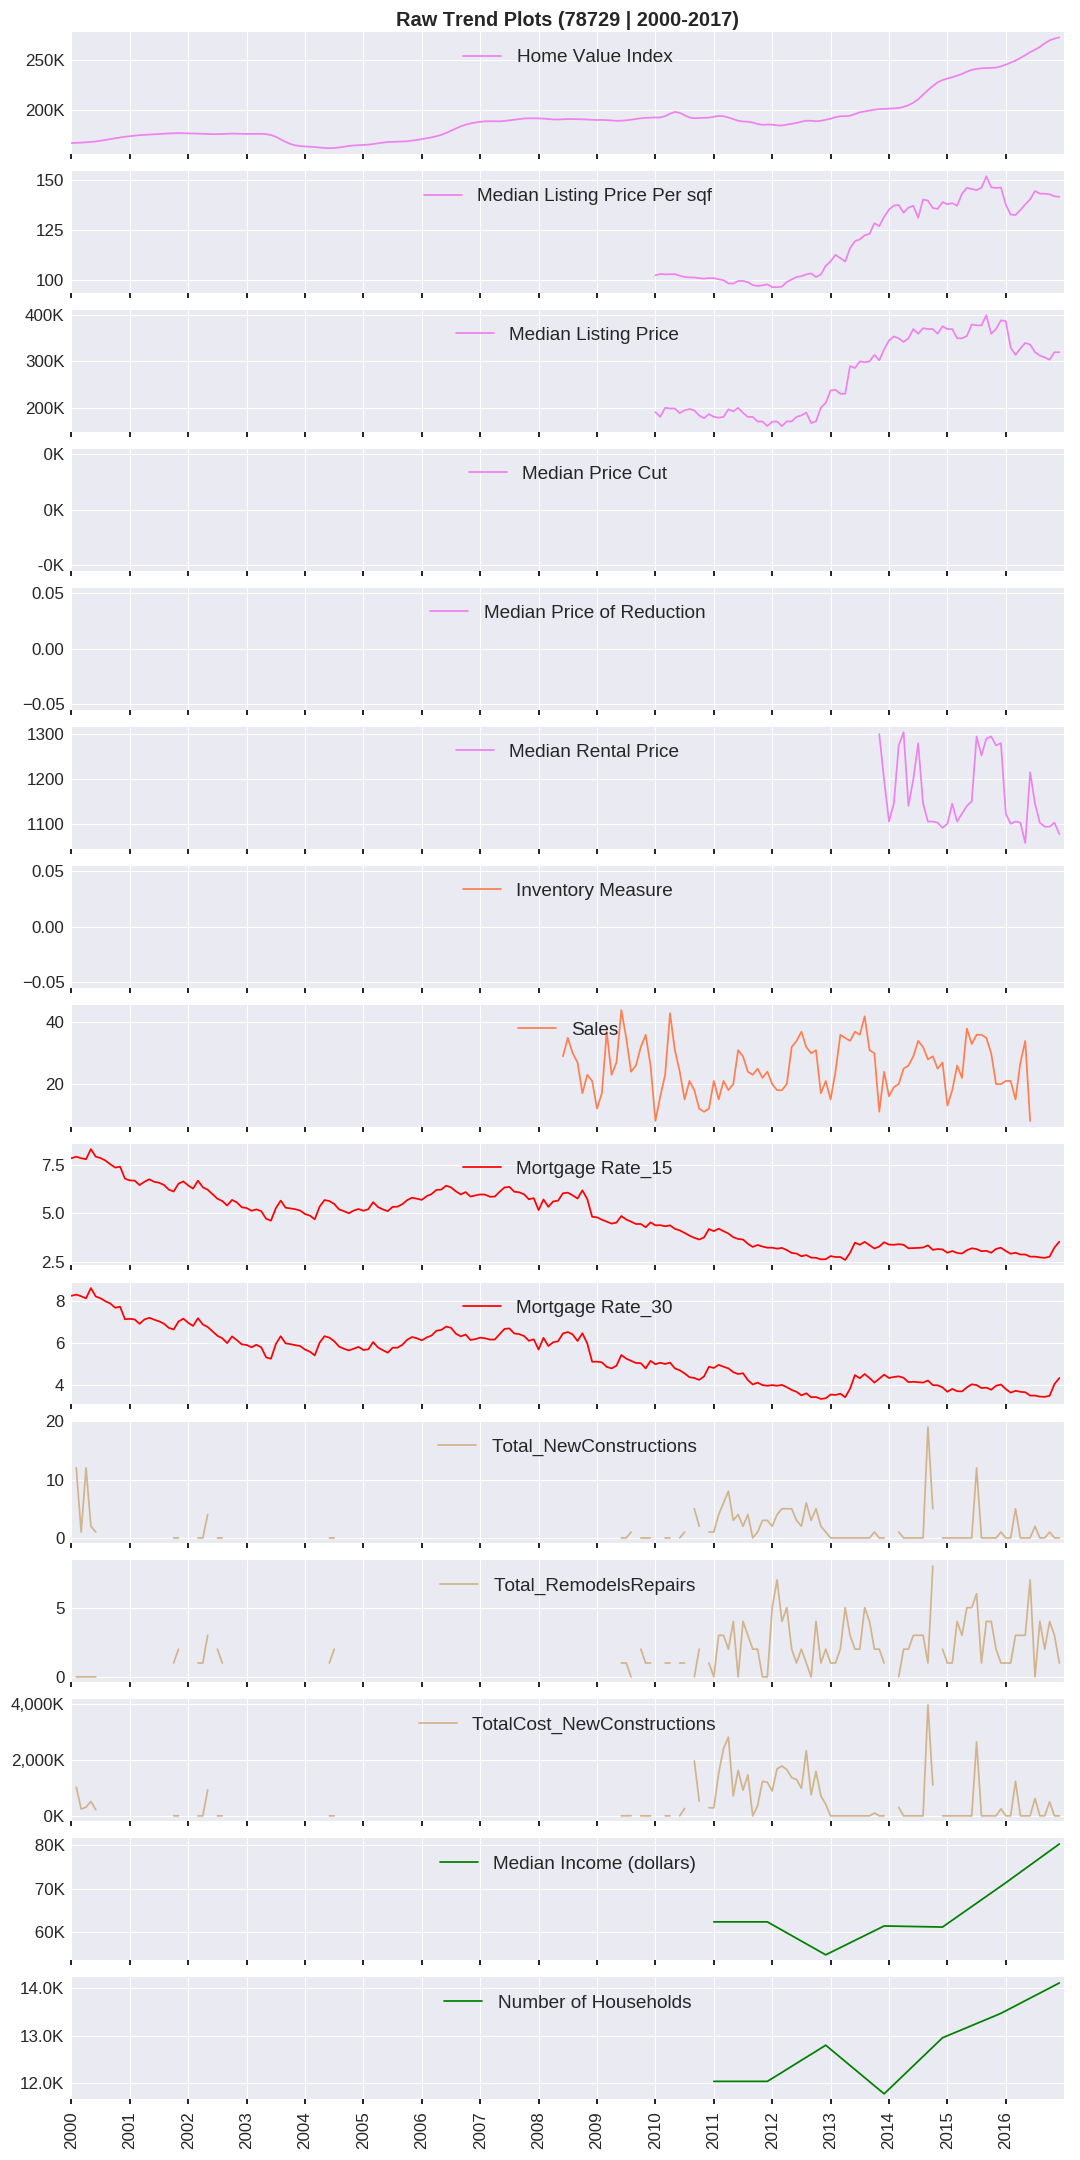 Raw Trend Plots (78729 | 2000-2017)
Home Value Index
250K
200K
Median Listing Price Per sqf
150
125
100
Median Listing Price
400K
300K
200K
Median Price Cut
0K
0K
-0K
Median Price of Reduction
0.05
0.00
−0.05
Median Rental Price
1300
1200
1100
Inventory Measure
0.05
0.00
−0.05
Sales
40
20
Mortgage Rate_15
7.5
5.0
2.5
Mortgage Rate_30
8
6
4
Total_NewConstructions
20
10
0
Total_RemodelsRepairs
5
0
TotalCost_NewConstructions
4,000K
2,000K
0K
Median Income (dollars)
80K
70K
60K
Number of Households
14.0K
13.0K
12.0K
2000 2001 2002 2003 2004 2005 2006 2007 2008 2009 2010 2011 2012 2013 2014 2015 2016